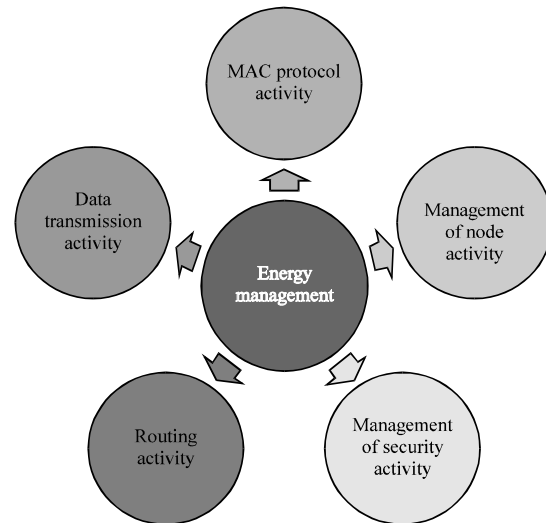 MAC protocol
activity
Data
transmission
activity
Management
of node
activity
Energy
management
Routing
activity
Management
of security
activity